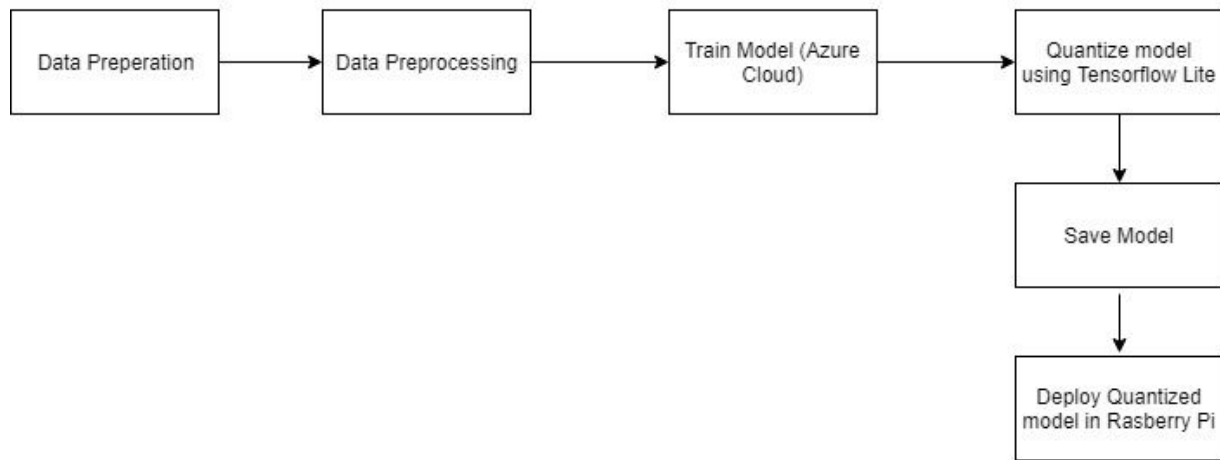 Data Preperation
Data Preprocessing
Train Model (Azure
Cloud)
Quantize model
using Tensorflow Lite
Save Model
Deploy Quantized
model in Rasberry Pi